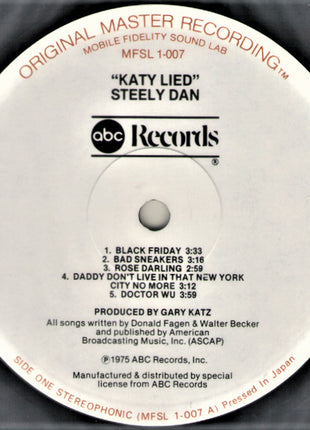 ORIGINAL MASTER RECORDING™
MOBILE FIDELITY SOUND LAB
MFSL 1-007
"KATY LIED"
STEELY DAN
abc Records®
1. BLACK FRIDAY 3:33
2. BAD SNEAKERS 3:16
3. ROSE DARLING 2:59
4. DADDY DON'T LIVE IN THAT NEW YORK
CITY NO MORE 3:12
5. DOCTOR WU 3:59
PRODUCED BY GARY KATZ
All songs written by Donald Fagen & Walter Becker
and published by American
Broadcasting Music, Inc. (ASCAP)
Ⓟ1975 ABC Records, Inc.
Manufactured & distributed by special
license from ABC Records
SIDE ONE STEREOPHONIC (MFSL 1-007 A) Pressed In Japan